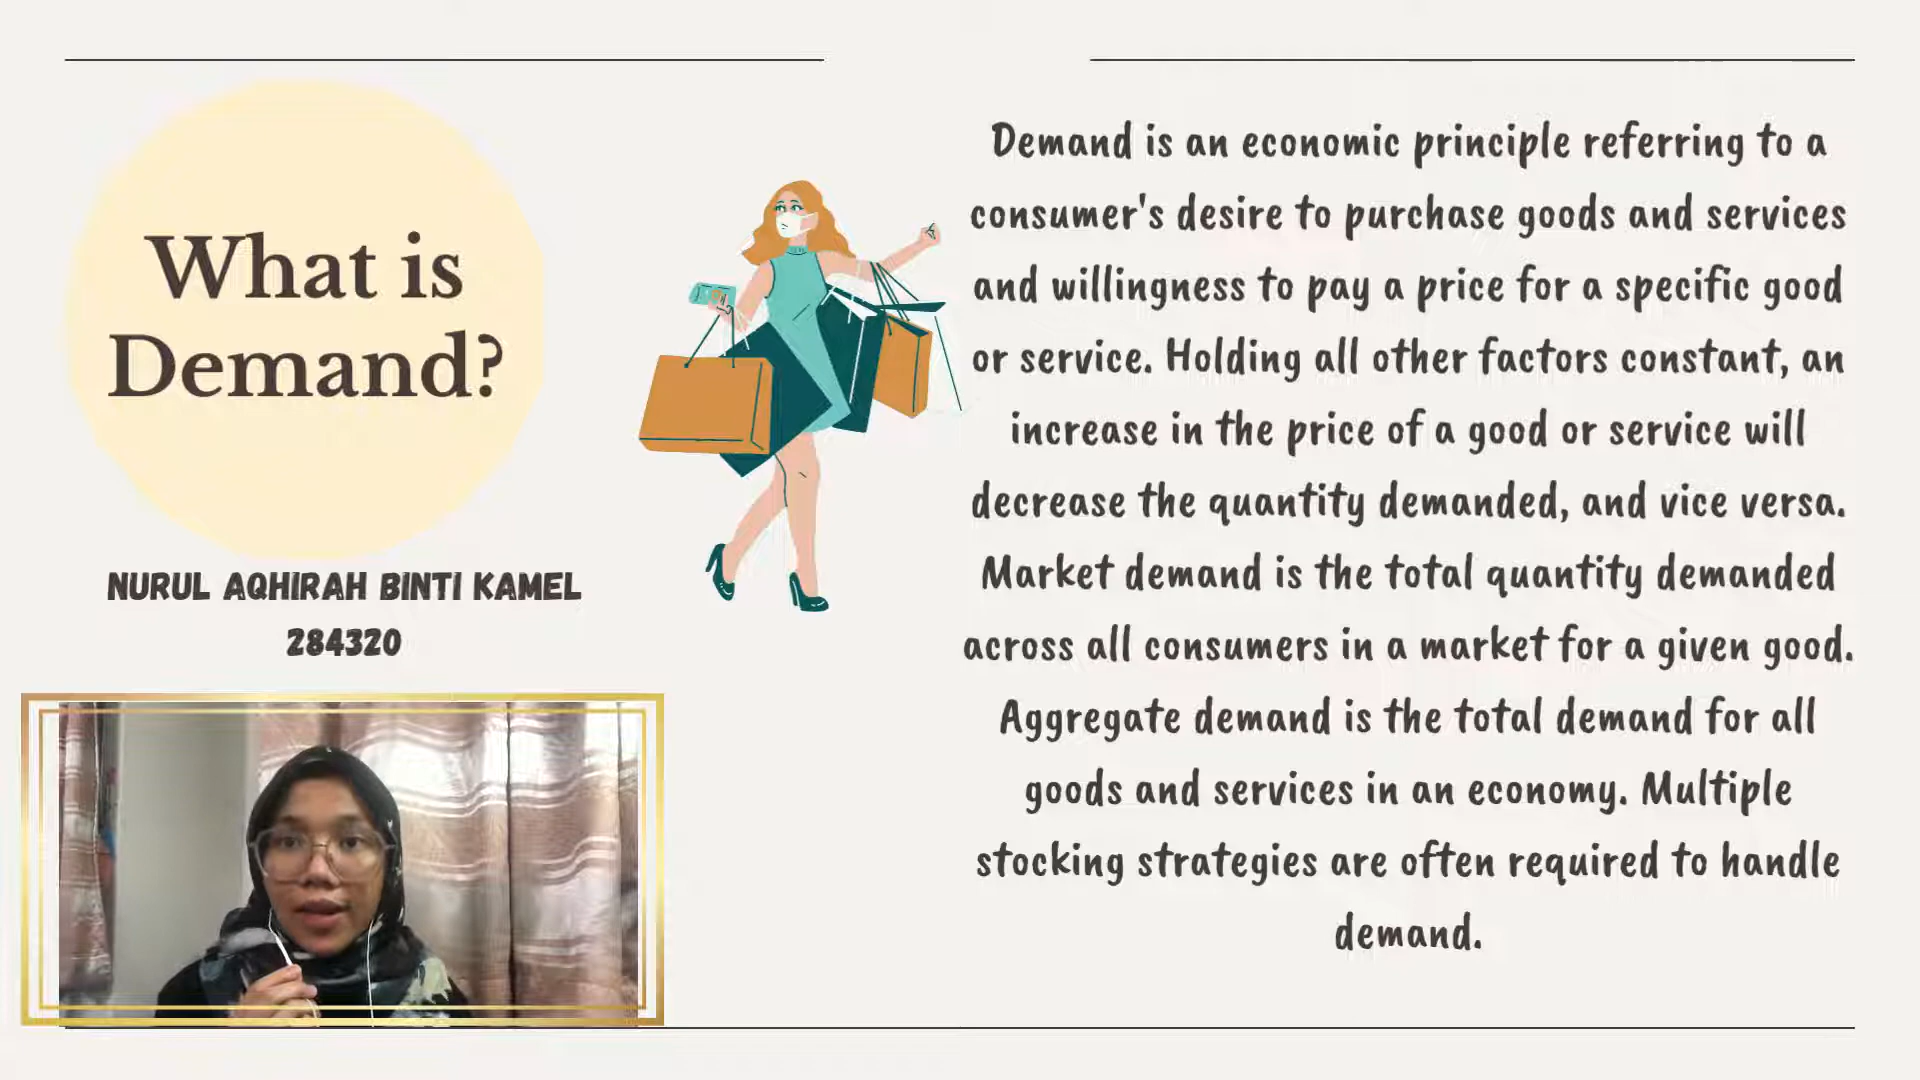 What is
Demand?
NURUL AQHIRAH BINTI KAMEL
284320
Demand is an economic principle referring to a
consumer's desire to purchase goods and services
and willingness to pay a price for a specific good
or service. Holding all other factors constant, an
increase in the price of a good or service will
decrease the quantity demanded, and vice versa.
Market demand is the total quantity demanded
across all consumers in a market for a given good.
Aggregate demand is the total demand for all
goods and services in an economy. Multiple
stocking strategies are often required to handle
demand.